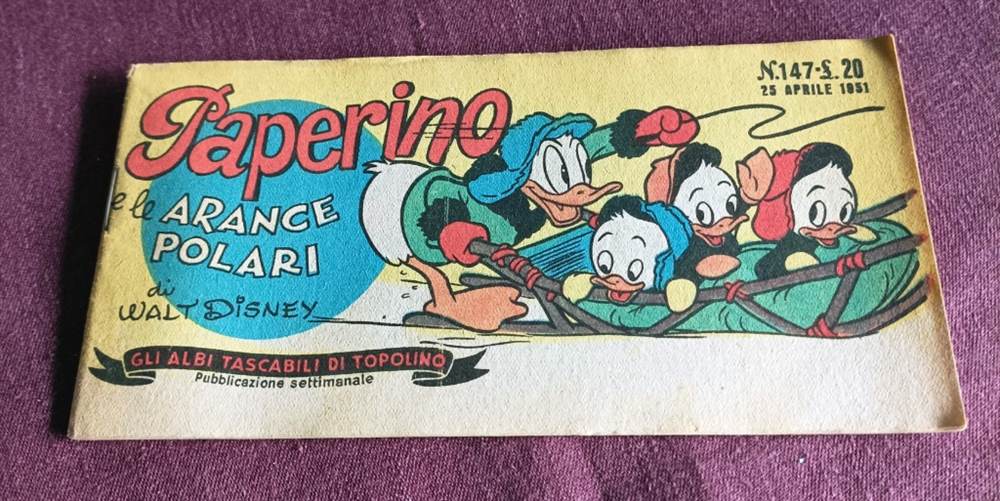 Paperino
e le ARANCE
POLARI
di
WALT DISNEY
N.147-£.20
25 APRILE 1951
GLI ALBI TASCABILI DI TOPOLINO
Pubblicazione settimanale